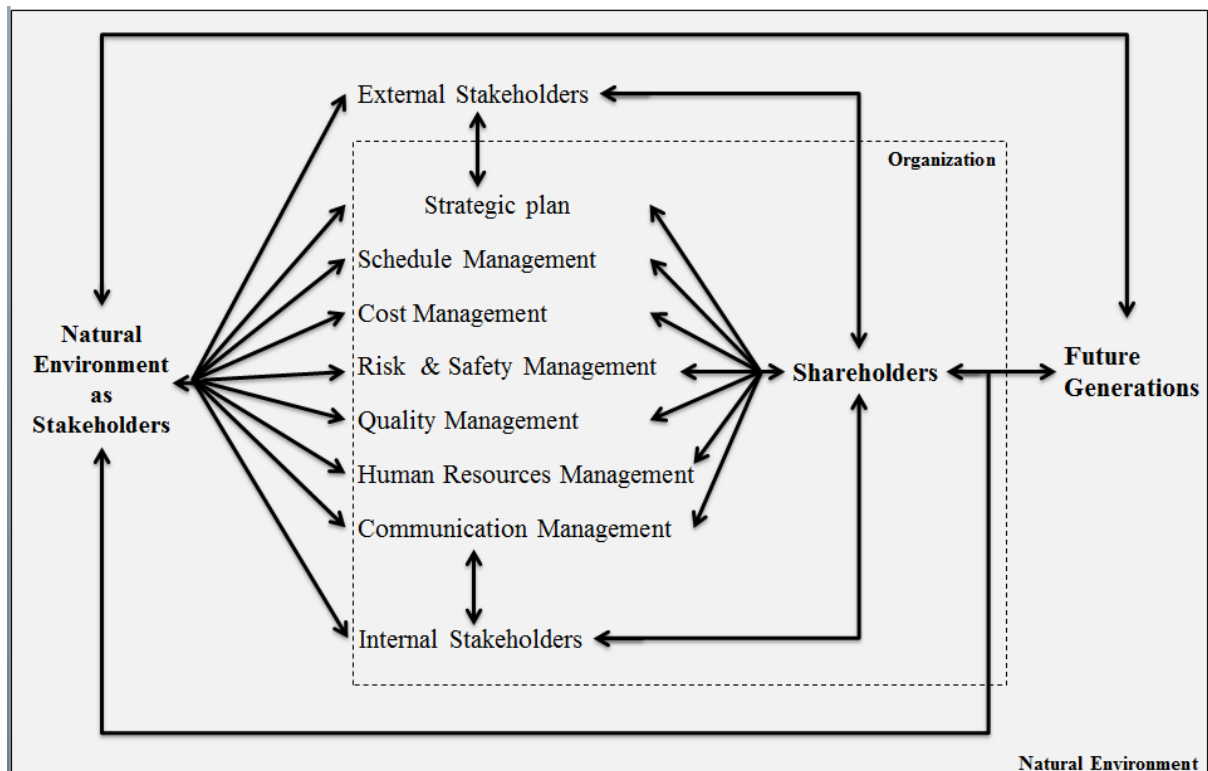 External Stakeholders
Organization
Strategic plan
Schedule Management
Cost Management
Natural
Environment
as
Stakeholders
Risk & Safety Management
Shareholders
Future
Generations
Quality Management
Human Resources Management
Communication Management
Internal Stakeholders
Natural Environment